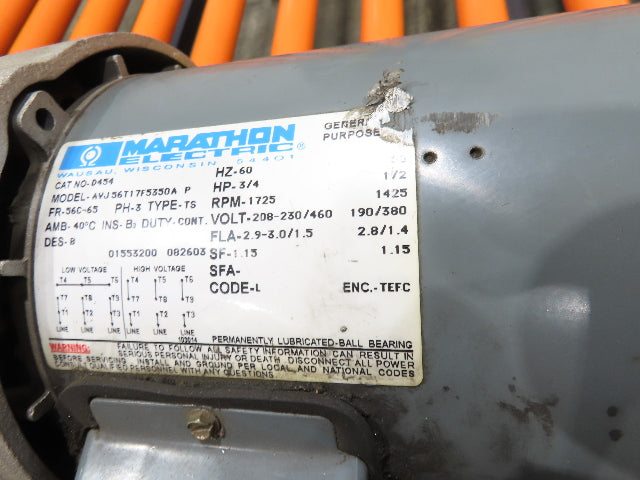 MARATHON
ELECTRIC®
WAUSAU, WISCONSIN 54401
GENERAL
PURPOSE
CAT NO-D454
HZ-60
MODEL-AVJ56T17F5350A P
HP-3/4 1/2
FR-56C-65 PH-3 TYPE-TS
RPM-1725 1425
AMB-40°C INS-B3 DUTY-CONT.
VOLT-208-230/460 190/380
DES-B
FLA-2.9-3.0/1.5 2.8/1.4
01553200 082603
SF-1.15 1.15
SFA-
CODE-L ENC.-TEFC
LOW VOLTAGE HIGH VOLTAGE
T4 T5 T6 T4 T5 T6
T7 T8 T9 T7 T8 T9
T1 T2 T3 T1 T2 T3
LINE LINE LINE LINE LINE LINE
PERMANENTLY LUBRICATED-BALL BEARING
WARNING: FAILURE TO FOLLOW ALL SAFETY INFORMATION CAN RESULT IN
SERIOUS PERSONAL INJURY OR DEATH. DISCONNECT ALL POWER
BEFORE SERVICING. INSTALL AND GROUND PER LOCAL AND NATIONAL CODES
CONSULT QUALIFIED PERSONNEL WITH ANY QUESTIONS.